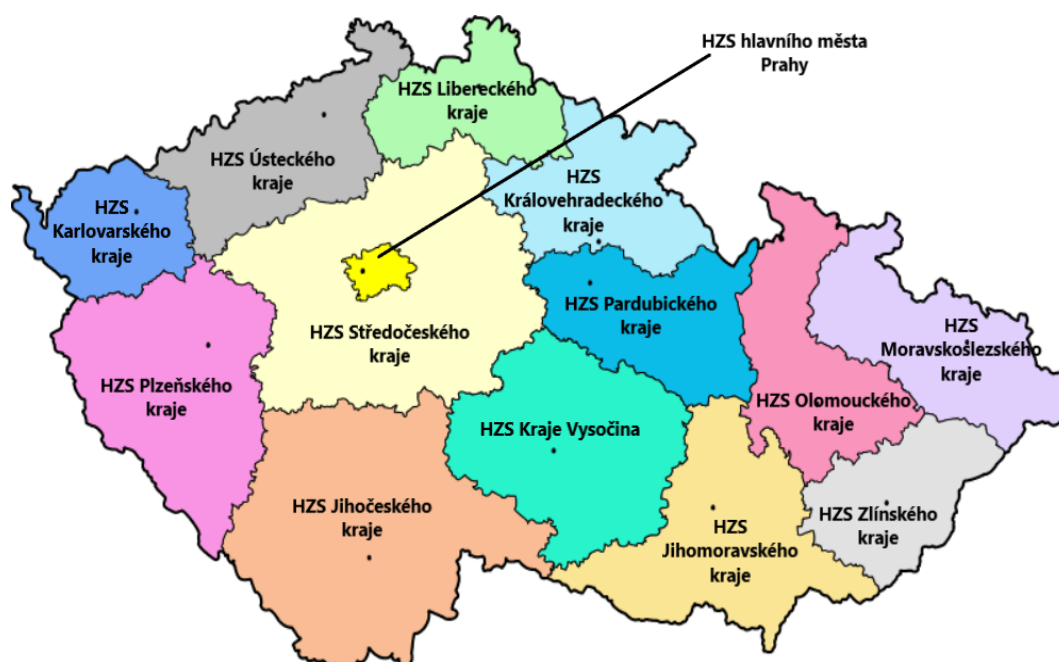 HZS hlavního města
Prahy
HZS Libereckého
kraje
HZS Ústeckého
kraje
HZS
Královehradeckého
kraje
HZS
Karlovarského
kraje
HZS Pardubického
kraje
HZS Středočeského
kraje
HZS
Moravskoslezského
kraje
HZS Plzeňského
kraje
HZS Olomouckého
kraje
HZS Kraje Vysočina
HZS Jihočeského
kraje
HZS Zlínského
kraje
HZS
Jihomoravského
kraje